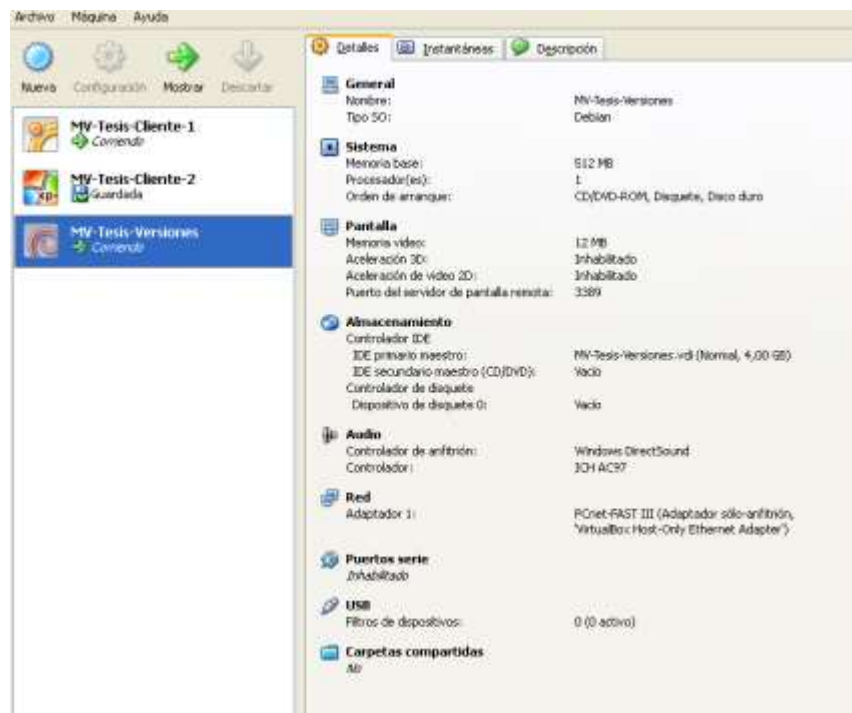 Archivo Máquina Ayuda
Nueva Configuración Mostrar Descartar
MV-Tesis-Cliente-1
Corriendo
MV-Tesis-Cliente-2
Guardada
MV-Tesis-Versiones
Corriendo
Detalles Instantáneas Descripción
General
Nombre: MV-Tesis-Versiones
Tipo SO: Debian
Sistema
Memoria base: 512 MB
Procesador(es): 1
Orden de arranque: CD/DVD-ROM, Disquete, Disco duro
Pantalla
Memoria video: 12 MB
Aceleración 3D: Inhabilitado
Aceleración de video 2D: Inhabilitado
Puerto del servidor de pantalla remota: 3389
Almacenamiento
Controlador IDE
IDE primario maestro: MV-Tesis-Versiones.vdi (Normal, 4,00 GB)
IDE secundario maestro (CD/DVD): Vacío
Controlador de disquete
Dispositivo de disquete 0: Vacío
Audio
Controlador de anfitrión: Windows DirectSound
Controlador: ICH AC97
Red
Adaptador 1: PCnet-FAST III (Adaptador sólo-anfitrión,
'VirtualBox Host-Only Ethernet Adapter')
Puertos serie
Inhabilitado
USB
Filtros de dispositivos: 0 (0 activo)
Carpetas compartidas
No